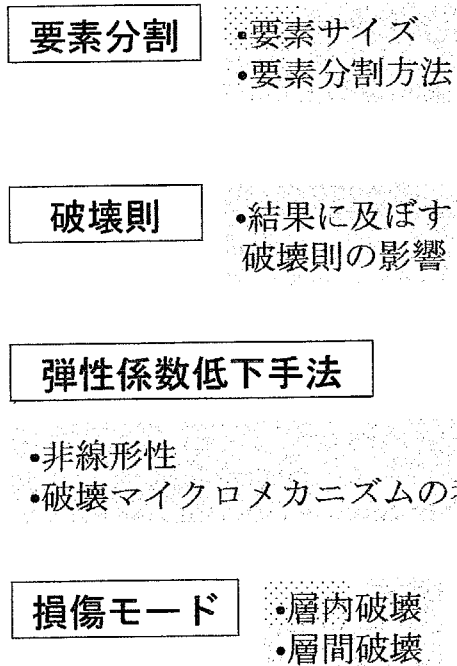 要素分割
•要素サイズ
•要素分割方法
破壊則
•結果に及ぼす
破壊則の影響
弾性係数低下手法
•非線形性
•破壊マイクロメカニズムの
損傷モード
•層内破壊
•層間破壊